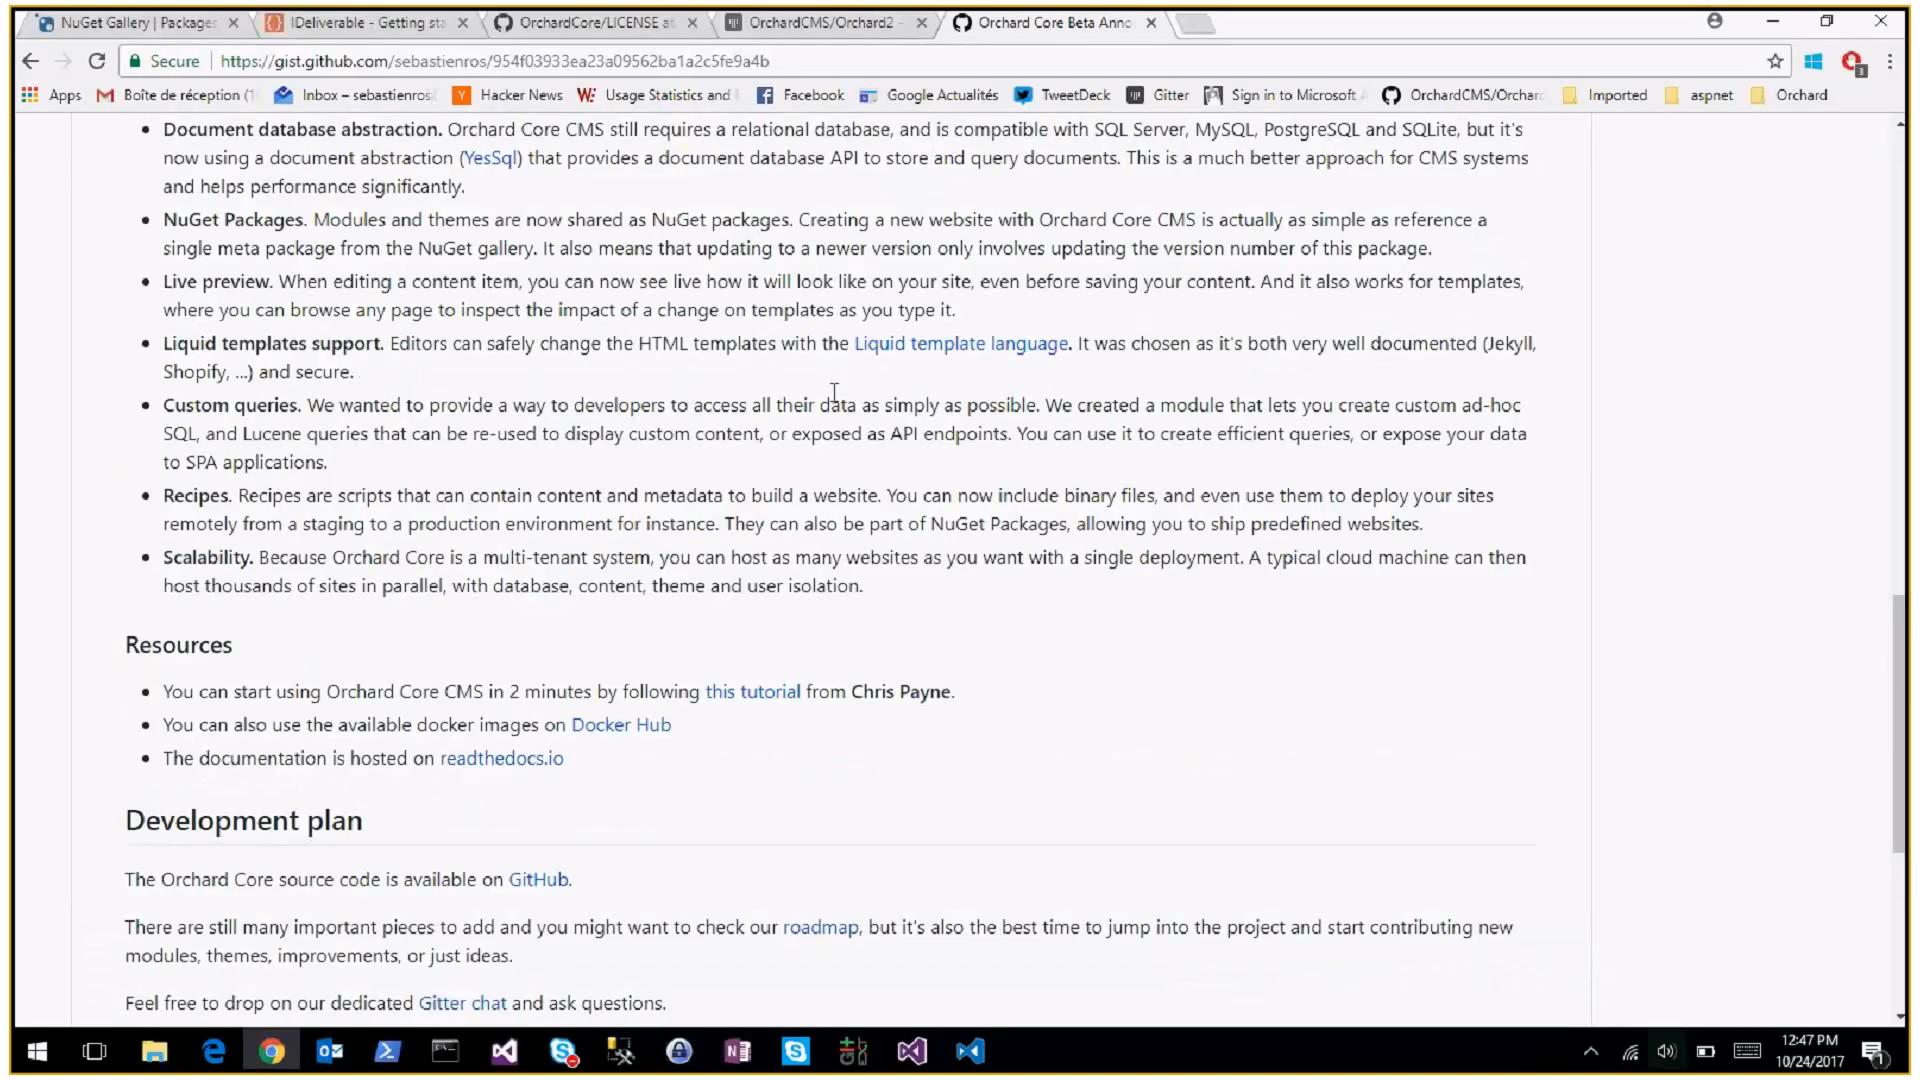 NuGet Gallery | Packages
IDeliverable - Getting sta
OrchardCore/LICENSE at
OrchardCMS/Orchard2 -
Orchard Core Beta Anno
Secure https://gist.github.com/sebastienros/954f03933ea23a09562ba1a2c5fe9a4b
3
Apps
Boîte de réception (1
Inbox – sebastienros
Hacker News
Usage Statistics and
Facebook
Google Actualités
TweetDeck
Gitter
Sign in to Microsoft
OrchardCMS/Orchar
Imported
aspnet
Orchard
• Document database abstraction. Orchard Core CMS still requires a relational database, and is compatible with SQL Server, MySQL, PostgreSQL and SQLite, but it's
now using a document abstraction (YesSql) that provides a document database API to store and query documents. This is a much better approach for CMS systems
and helps performance significantly.
• NuGet Packages. Modules and themes are now shared as NuGet packages. Creating a new website with Orchard Core CMS is actually as simple as reference a
single meta package from the NuGet gallery. It also means that updating to a newer version only involves updating the version number of this package.
• Live preview. When editing a content item, you can now see live how it will look like on your site, even before saving your content. And it also works for templates,
where you can browse any page to inspect the impact of a change on templates as you type it.
• Liquid templates support. Editors can safely change the HTML templates with the Liquid template language. It was chosen as it's both very well documented (Jekyll,
Shopify, ...) and secure.
• Custom queries. We wanted to provide a way to developers to access all their data as simply as possible. We created a module that lets you create custom ad-hoc
SQL, and Lucene queries that can be re-used to display custom content, or exposed as API endpoints. You can use it to create efficient queries, or expose your data
to SPA applications.
• Recipes. Recipes are scripts that can contain content and metadata to build a website. You can now include binary files, and even use them to deploy your sites
remotely from a staging to a production environment for instance. They can also be part of NuGet Packages, allowing you to ship predefined websites.
• Scalability. Because Orchard Core is a multi-tenant system, you can host as many websites as you want with a single deployment. A typical cloud machine can then
host thousands of sites in parallel, with database, content, theme and user isolation.
Resources
• You can start using Orchard Core CMS in 2 minutes by following this tutorial from Chris Payne.
• You can also use the available docker images on Docker Hub
• The documentation is hosted on readthedocs.io
Development plan
The Orchard Core source code is available on GitHub.
There are still many important pieces to add and you might want to check our roadmap, but it's also the best time to jump into the project and start contributing new
modules, themes, improvements, or just ideas.
Feel free to drop on our dedicated Gitter chat and ask questions.
12:47 PM
10/24/2017
1